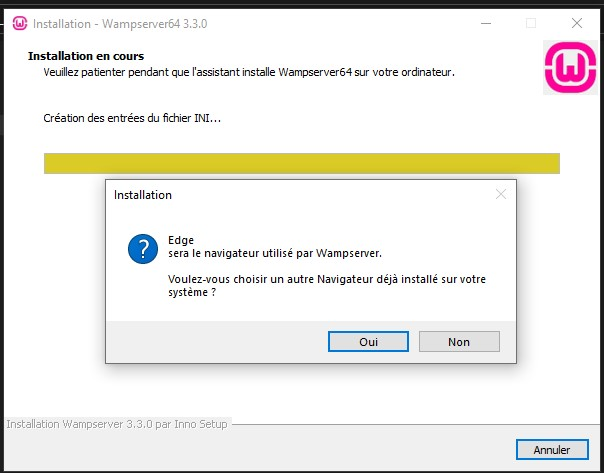 Installation - Wampserver64 3.3.0
Installation en cours
Veuillez patienter pendant que l'assistant installe Wampserver64 sur votre ordinateur.
Création des entrées du fichier INI...
Installation
Edge
sera le navigateur utilisé par Wampserver.
Voulez-vous choisir un autre Navigateur déjà installé sur votre
système ?
Oui
Non
Installation Wampserver 3.3.0 par Inno Setup
Annuler